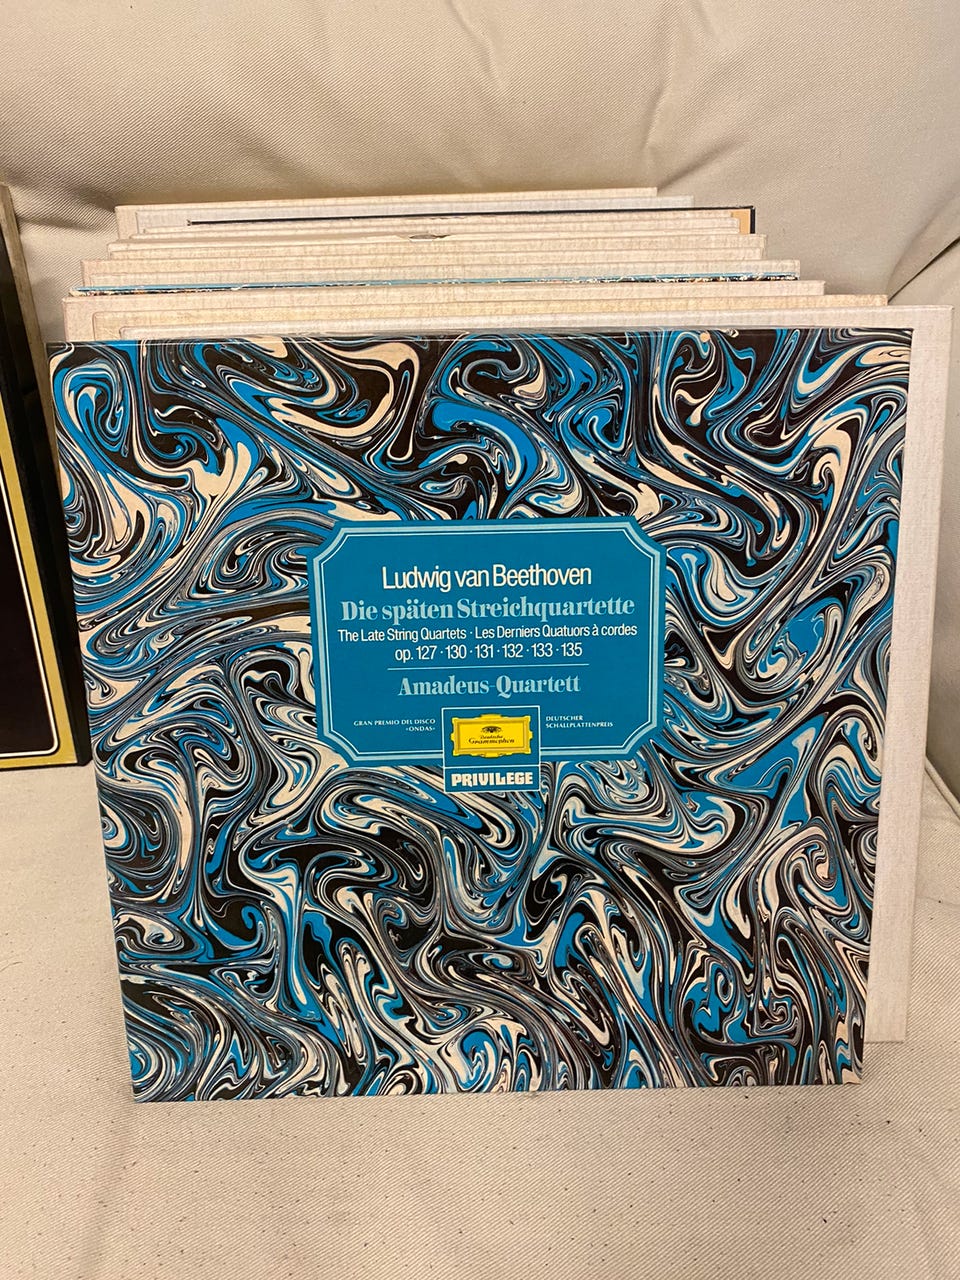 Ludwig van Beethoven
Die späten Streichquartette
The Late String Quartets · Les Derniers Quatuors à cordes
op. 127 · 130 · 131 · 132 · 133 · 135
Amadeus-Quartett
GRAN PREMIO DEL DISCO
»ONDAS«
DEUTSCHER
SCHALLPLATTENPREIS
Deutsche
Grammophon
PRIVILEGE